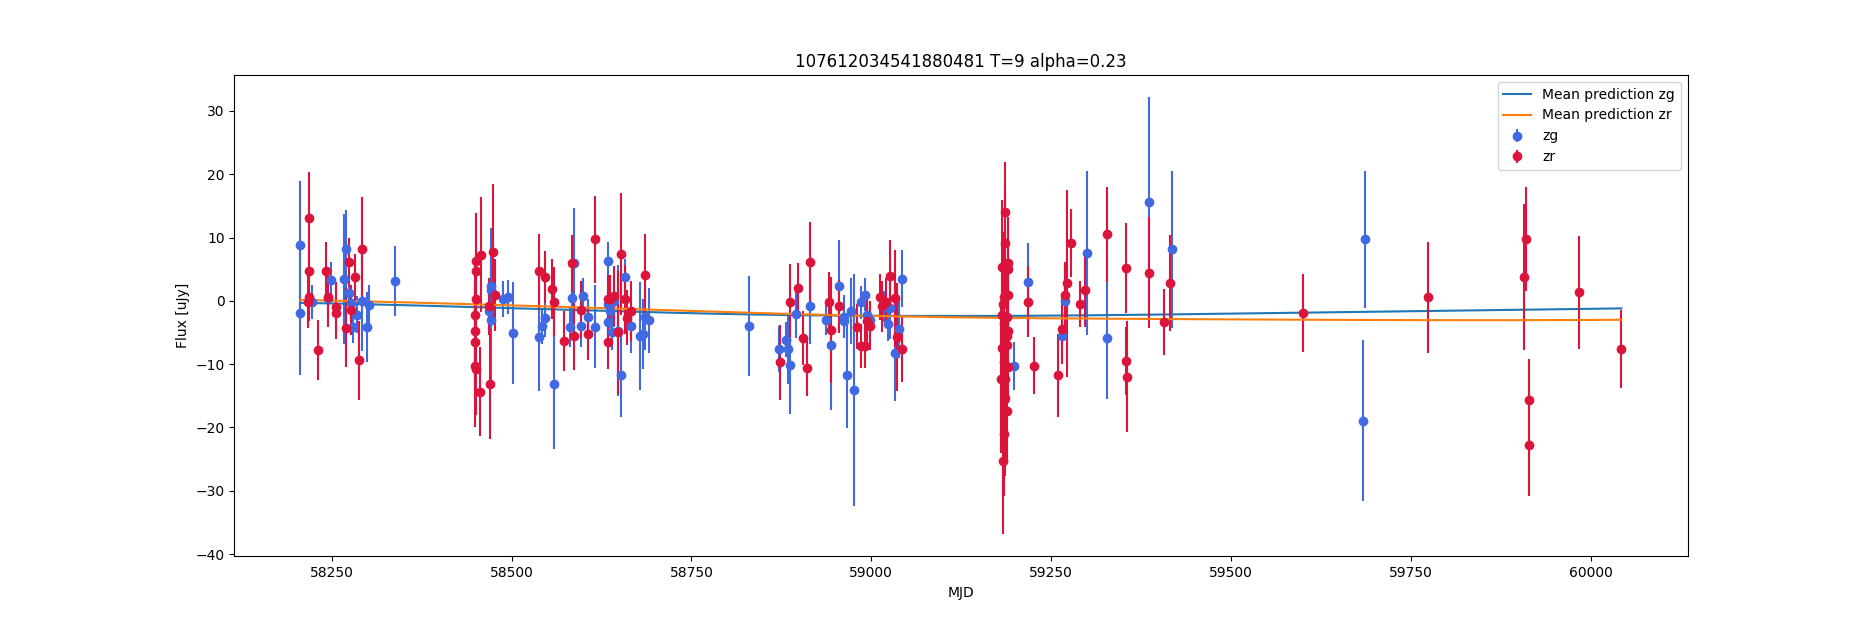 107612034541880481 T=9 alpha=0.23
Mean prediction zg
Mean prediction zr
zg
zr
30
20
10
0
−10
−20
−30
−40
Flux [uJy]
58250
58500
58750
59000
59250
59500
59750
60000
MJD